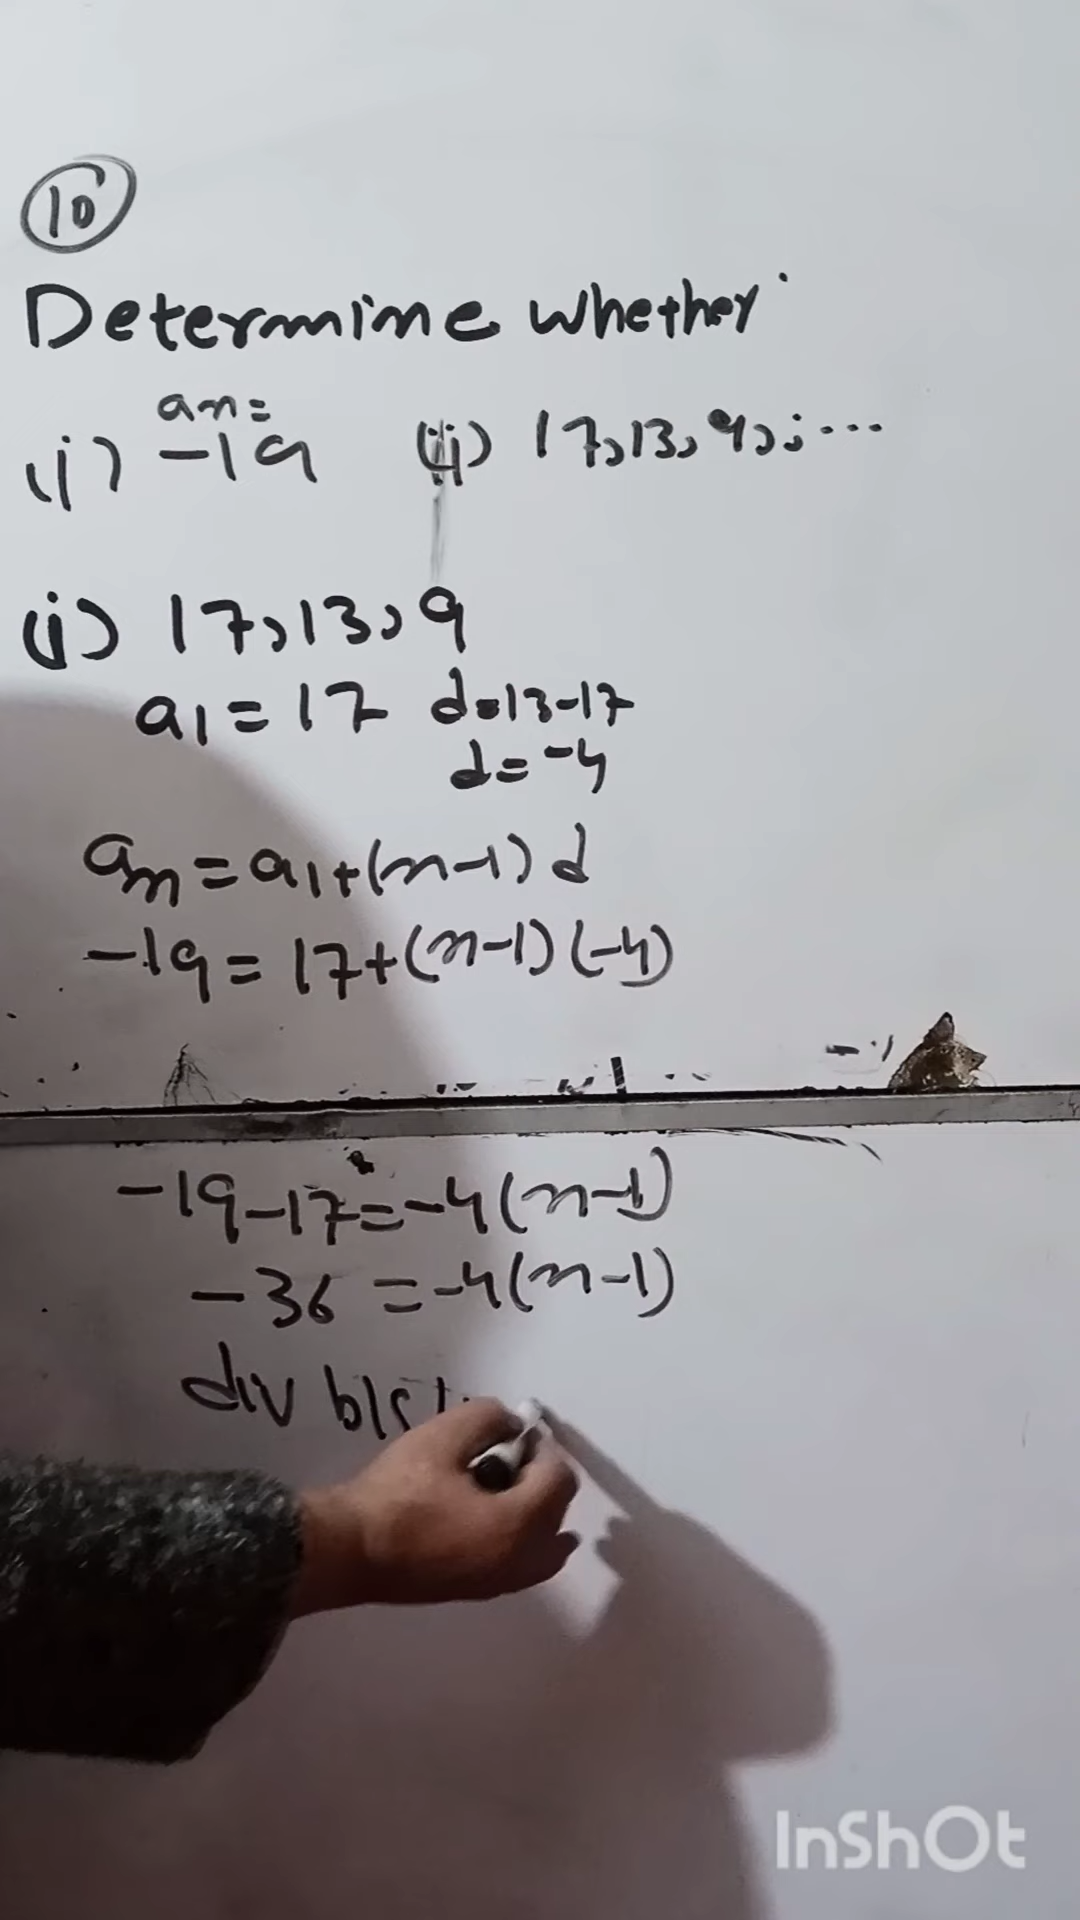 10
Determine whether
an=
(i) -19 (ii) 17,13,9,,...
(i) 17,13,9
a1=17 d=13-17
d=-4
an=a1+(n-1)d
-19=17+(n-1)(-4)
-19-17=-4(n-1)
-36=-4(n-1)
div b/s
InShOt